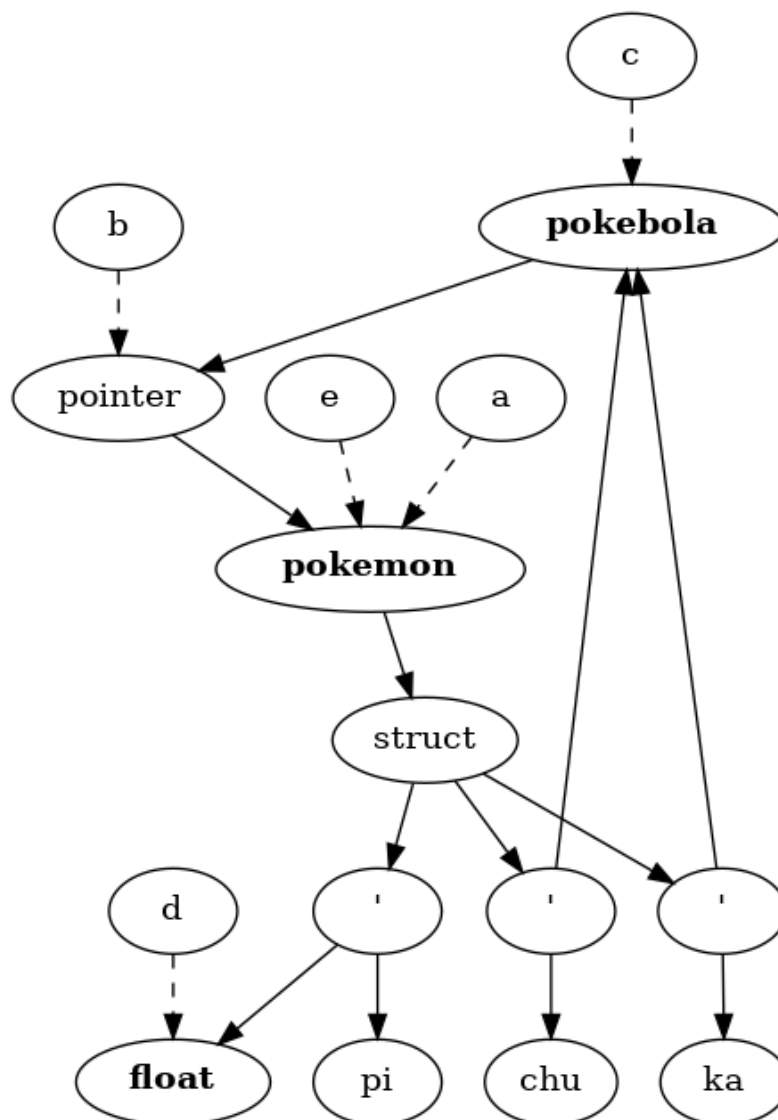 c
b
pokebola
pointer
e
a
pokemon
struct
d
'
'
'
float
pi
chu
ka